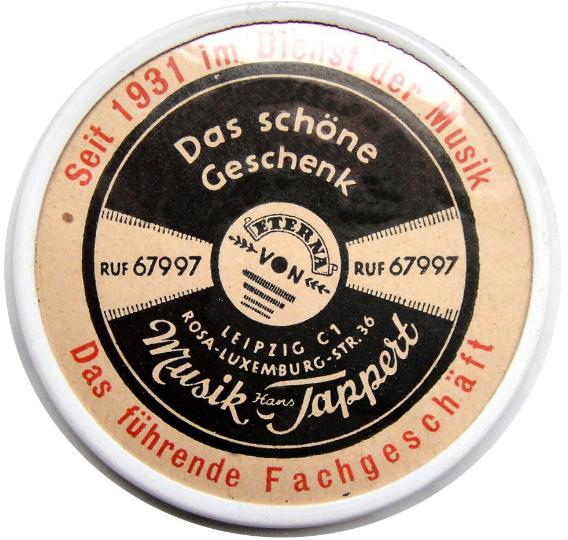 Seit 1931 im Dienst der Musik
Das schöne
Geschenk
ETERNA
VON
RUF 67997
RUF 67997
LEIPZIG C1
ROSA-LUXEMBURG-STR. 36
Musik Hans Tappert
Das führende Fachgeschäft